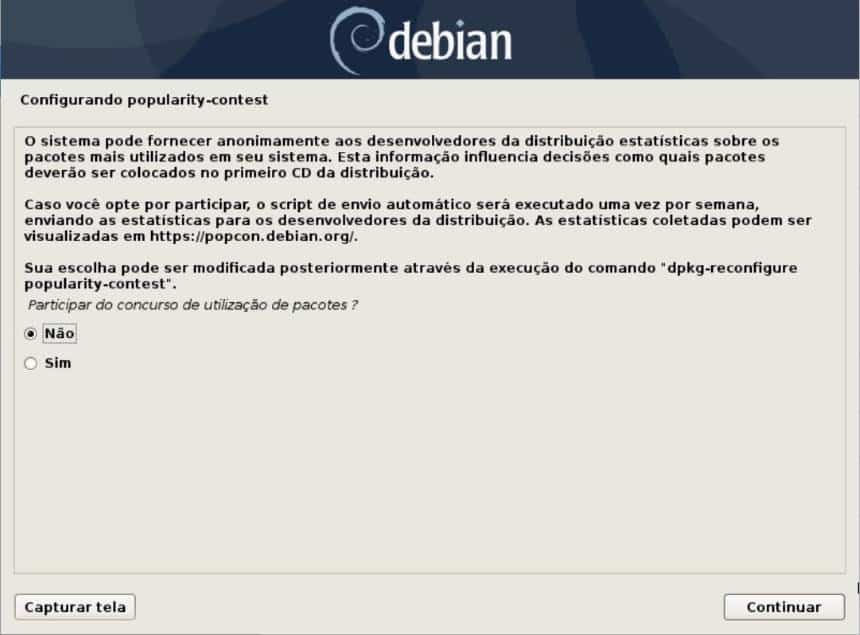 debian
Configurando popularity-contest
O sistema pode fornecer anonimamente aos desenvolvedores da distribuição estatísticas sobre os
pacotes mais utilizados em seu sistema. Esta informação influencia decisões como quais pacotes
deverão ser colocados no primeiro CD da distribuição.
Caso você opte por participar, o script de envio automático será executado uma vez por semana,
enviando as estatísticas para os desenvolvedores da distribuição. As estatísticas coletadas podem ser
visualizadas em https://popcon.debian.org/.
Sua escolha pode ser modificada posteriormente através da execução do comando "dpkg-reconfigure
popularity-contest".
Participar do concurso de utilização de pacotes ?
Não
Sim
Capturar tela
Continuar